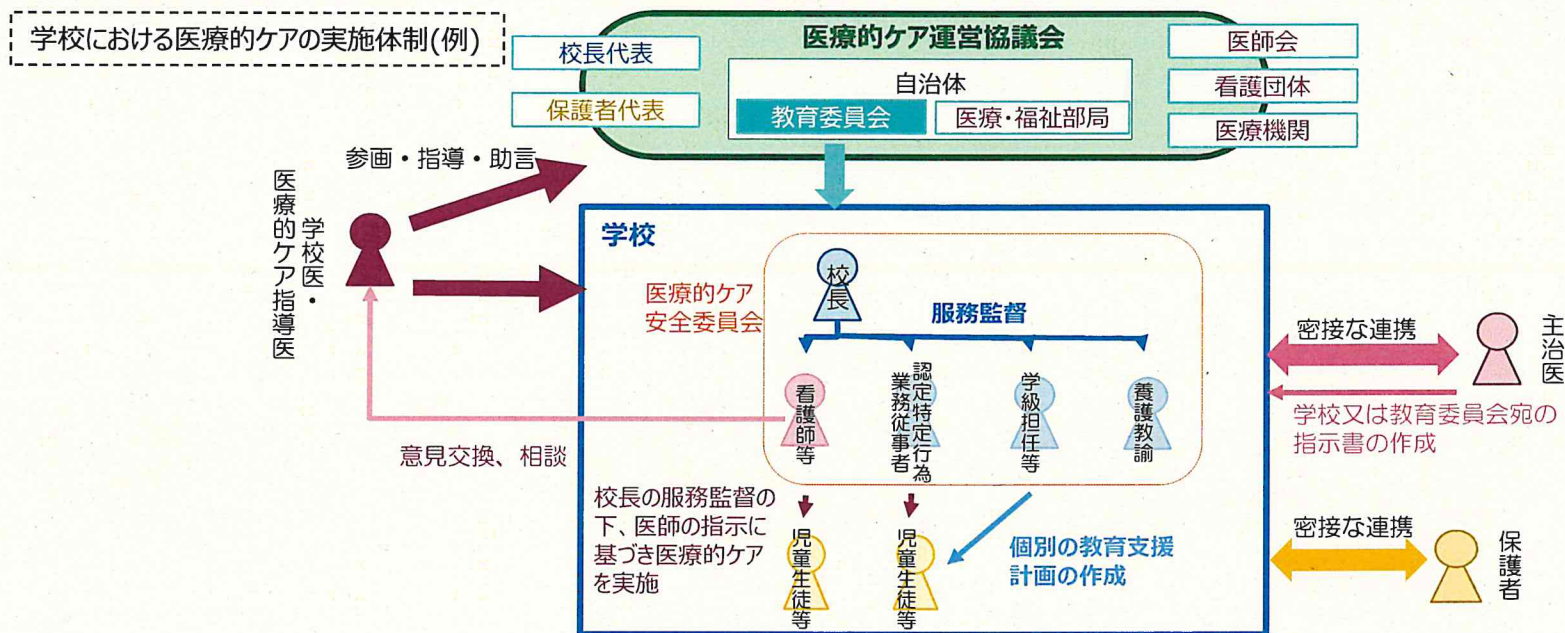 学校における医療的ケアの実施体制(例)
医療的ケア運営協議会
校長代表
保護者代表
自治体
教育委員会
医療・福祉部局
医師会
看護団体
医療機関
参画・指導・助言
学校医・
医療的ケア指導医
学校
医療的ケア
安全委員会
校長
服務監督
看護師等
認定特定行為
業務従事者
学級担任等
養護教諭
意見交換、相談
校長の服務監督の
下、医師の指示に
基づき医療的ケア
を実施
児童生徒等
児童生徒等
個別の教育支援
計画の作成
密接な連携
主治医
学校又は教育委員会宛の
指示書の作成
密接な連携
保護者